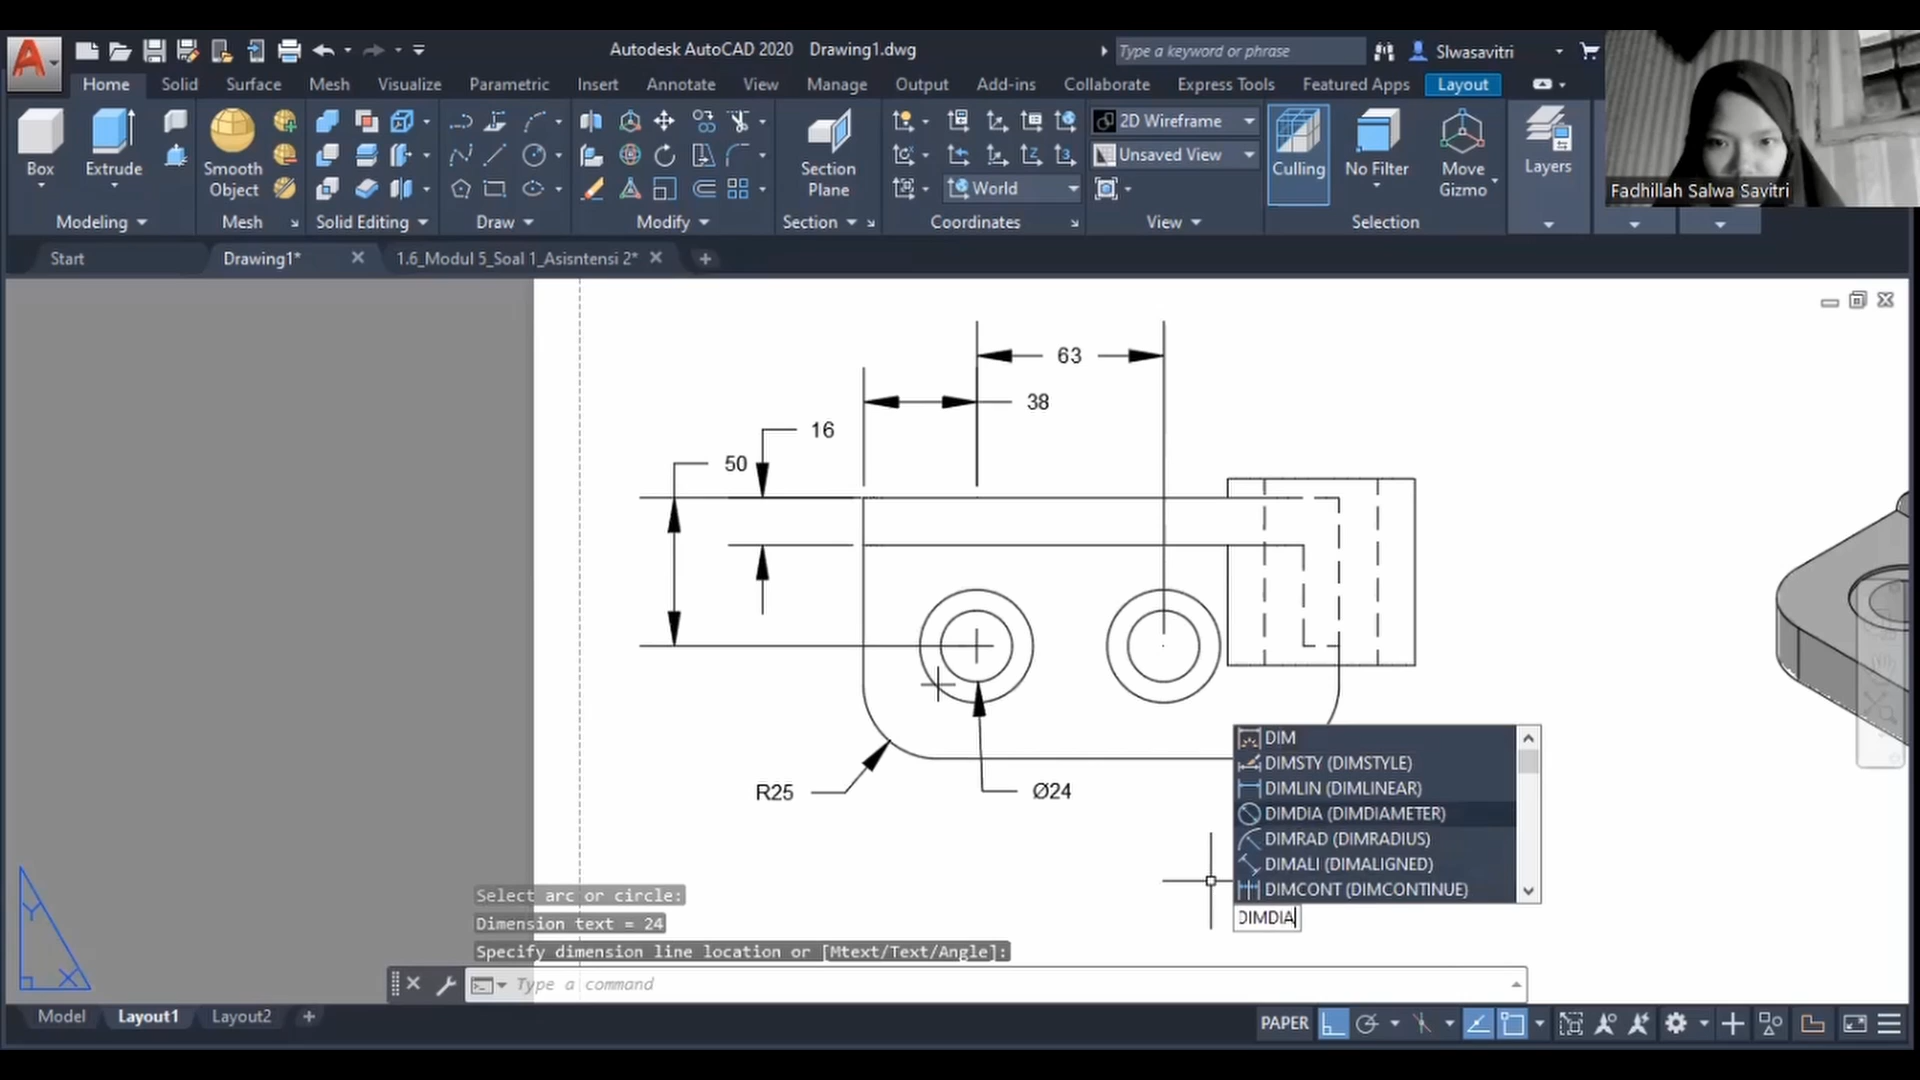 Autodesk AutoCAD 2020 Drawing1.dwg
Type a keyword or phrase
Slwasavitri
Home Solid Surface Mesh Visualize Parametric Insert Annotate View Manage Output Add-ins Collaborate Express Tools Featured Apps Layout
Box
Extrude
Smooth
Object
Section
Plane
World
2D Wireframe
Unsaved View
Culling
No Filter
Move
Gizmo
Layers
Fadhillah Salwa Savitri
Modeling Mesh Solid Editing Draw Modify Section Coordinates View Selection
Start Drawing1* 1.6_Modul 5_Soal 1_Asisntensi 2*
63
38
16
50
R25
Ø24
DIM
DIMSTY (DIMSTYLE)
DIMLIN (DIMLINEAR)
DIMDIA (DIMDIAMETER)
DIMRAD (DIMRADIUS)
DIMALI (DIMALIGNED)
DIMCONT (DIMCONTINUE)
DIMDIA
Select arc or circle:
Dimension text = 24
Specify dimension line location or [Mtext/Text/Angle]:
Type a command
Y
X
Model Layout1 Layout2
PAPER